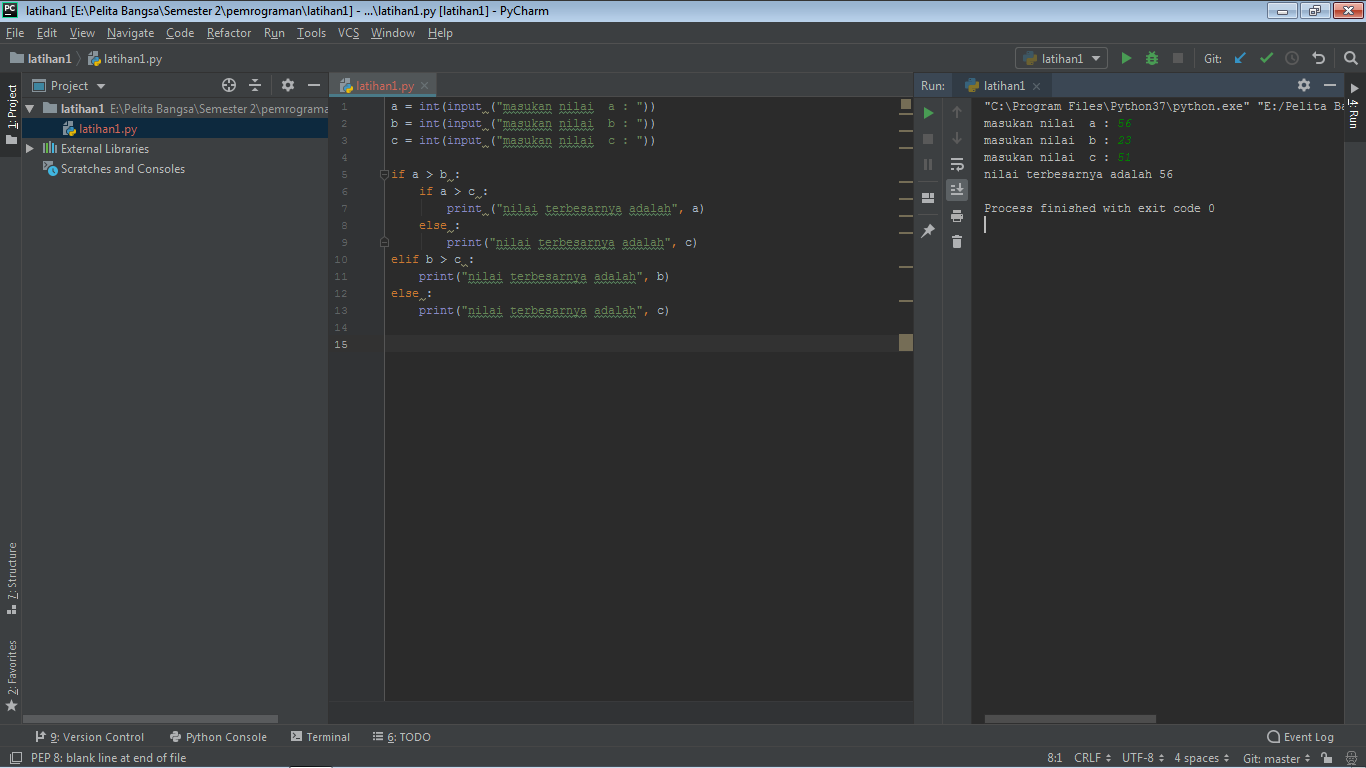 latihan1 [E:\Pelita Bangsa\Semester 2\pemrograman\latihan1] - ...\latihan1.py [latihan1] - PyCharm
File Edit View Navigate Code Refactor Run Tools VCS Window Help
latihan1 latihan1.py latihan1 Git:
1: Project
Project
latihan1 E:\Pelita Bangsa\Semester 2\pemrograma
latihan1.py
External Libraries
Scratches and Consoles
latihan1.py
1 a = int(input ("masukan nilai  a : "))
2 b = int(input ("masukan nilai  b : "))
3 c = int(input ("masukan nilai  c : "))
4
5 if a > b :
6     if a > c :
7         print ("nilai terbesarnya adalah", a)
8     else :
9         print("nilai terbesarnya adalah", c)
10 elif b > c :
11     print("nilai terbesarnya adalah", b)
12 else :
13     print("nilai terbesarnya adalah", c)
14
15
Run: latihan1
"C:\Program Files\Python37\python.exe" "E:/Pelita Ba
masukan nilai  a : 56
masukan nilai  b : 23
masukan nilai  c : 51
nilai terbesarnya adalah 56
Process finished with exit code 0
4: Run
7: Structure
2: Favorites
9: Version Control Python Console Terminal 6: TODO Event Log
PEP 8: blank line at end of file 8:1 CRLF UTF-8 4 spaces Git: master